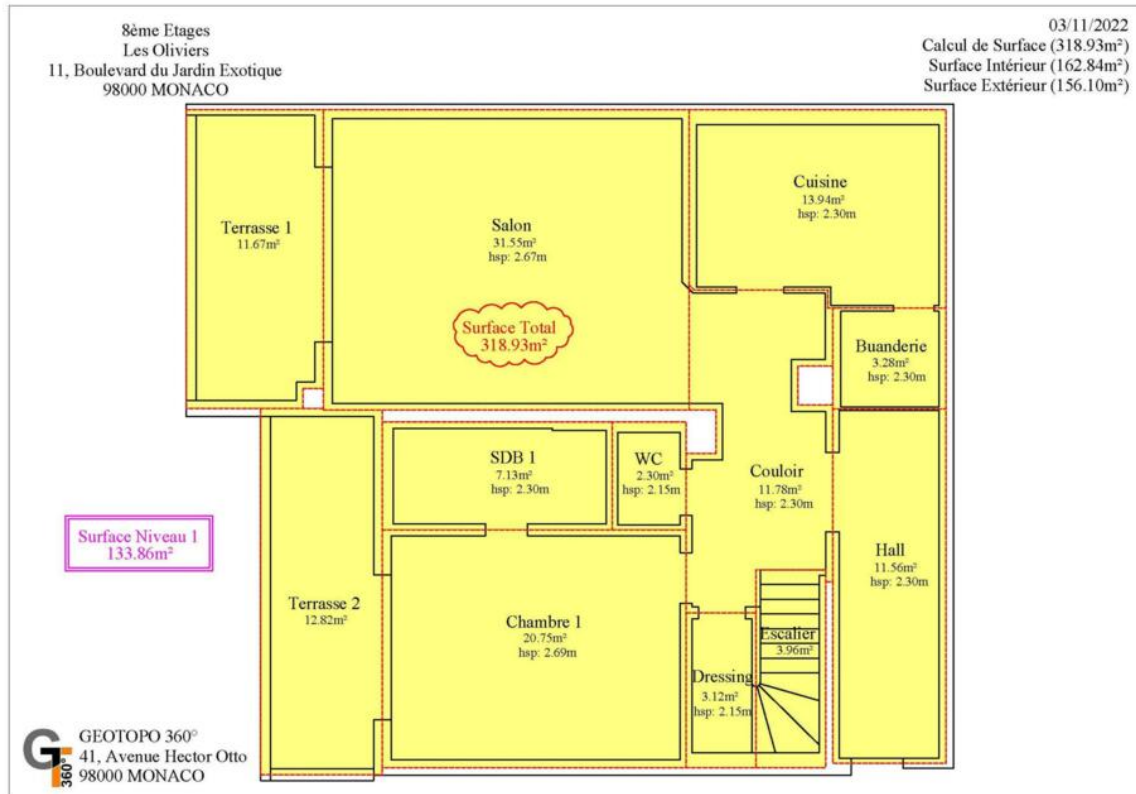 8ème Etages
Les Oliviers
11, Boulevard du Jardin Exotique
98000 MONACO
03/11/2022
Calcul de Surface (318.93m²)
Surface Intérieur (162.84m²)
Surface Extérieur (156.10m²)
Terrasse 1
11.67m²
Salon
31.55m²
hsp: 2.67m
Cuisine
13.94m²
hsp: 2.30m
Surface Total
318.93m²
Buanderie
3.28m²
hsp: 2.30m
SDB 1
7.13m²
hsp: 2.30m
WC
2.30m²
hsp: 2.15m
Couloir
11.78m²
hsp: 2.30m
Surface Niveau 1
133.86m²
Hall
11.56m²
hsp: 2.30m
Terrasse 2
12.82m²
Chambre 1
20.75m²
hsp: 2.69m
Escalier
3.96m²
Dressing
3.12m²
hsp: 2.15m
GT
360°
GEOTOPO 360°
41, Avenue Hector Otto
98000 MONACO